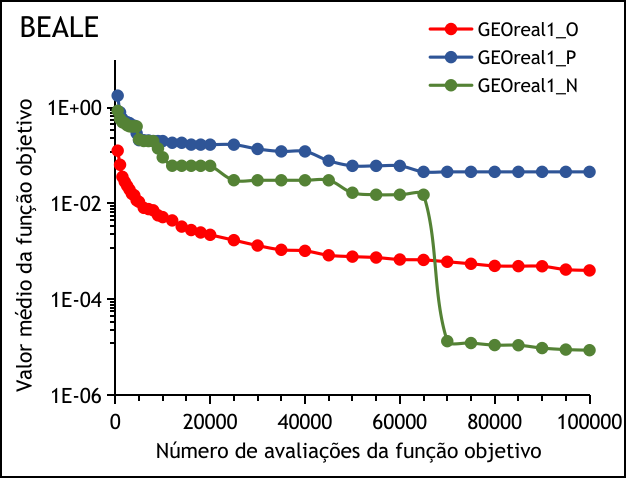 BEALE
GEOreal1_O
GEOreal1_P
GEOreal1_N
Valor médio da função objetivo
1E+00
1E-02
1E-04
1E-06
0 20000 40000 60000 80000 100000
Número de avaliações da função objetivo